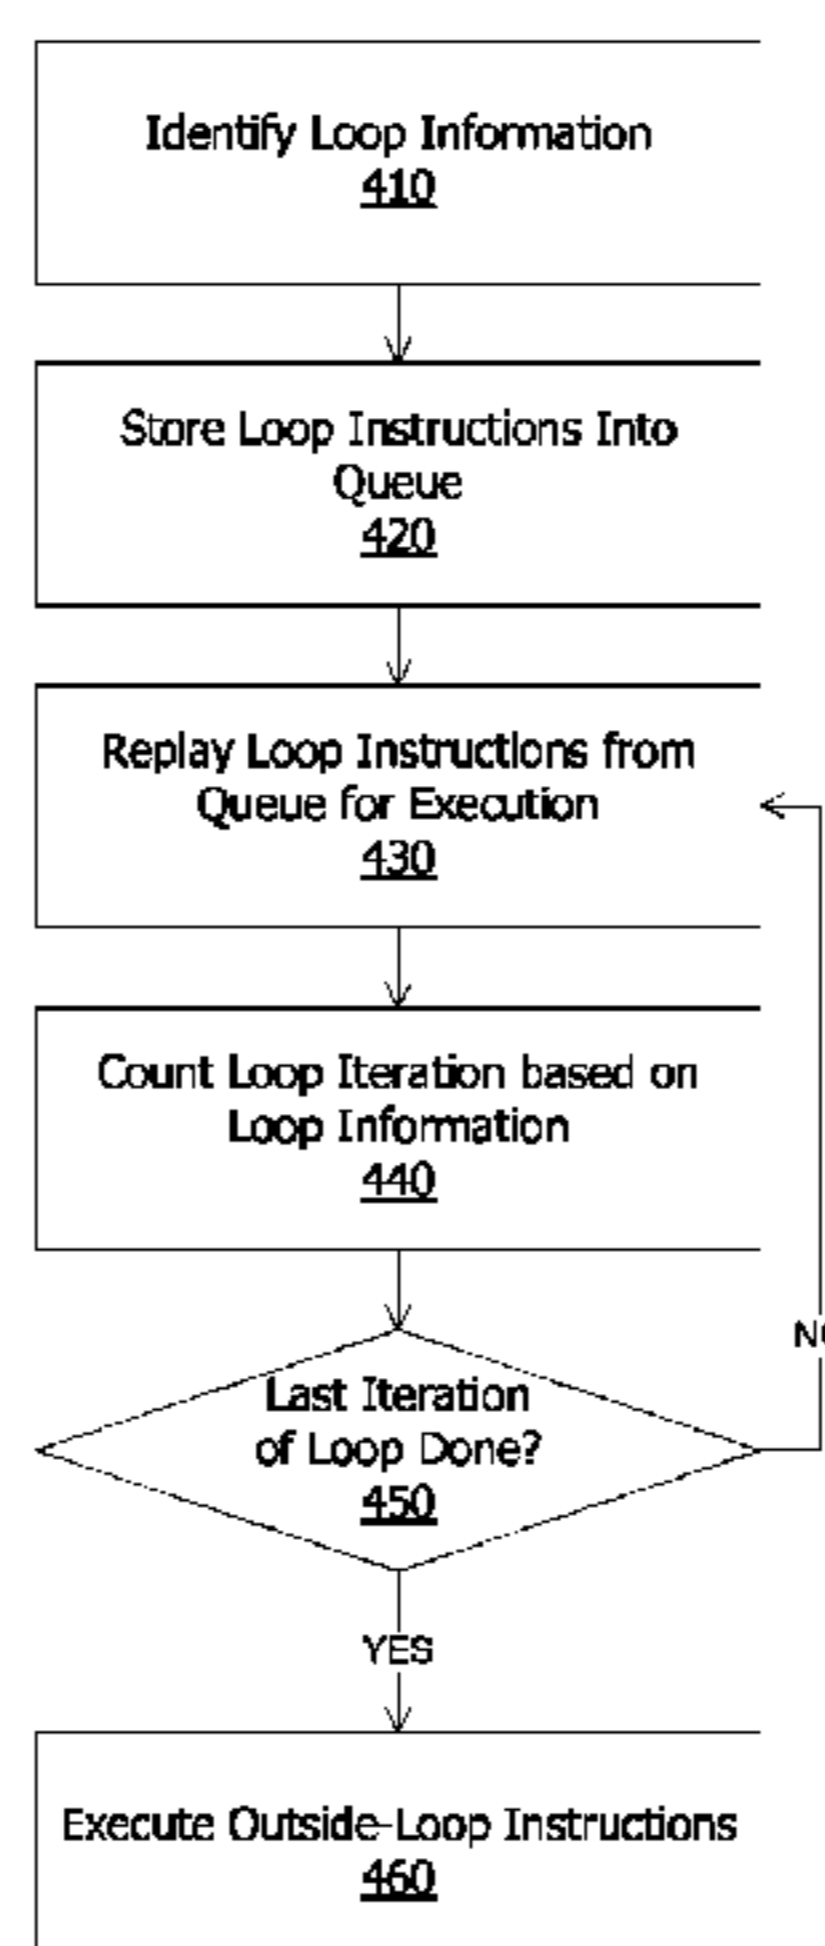 Identify Loop Information
410
Store Loop Instructions Into
Queue
420
Replay Loop Instructions from
Queue for Execution
430
Count Loop Iteration based on
Loop Information
440
Last Iteration
of Loop Done?
450
YES
Execute Outside-Loop Instructions
460